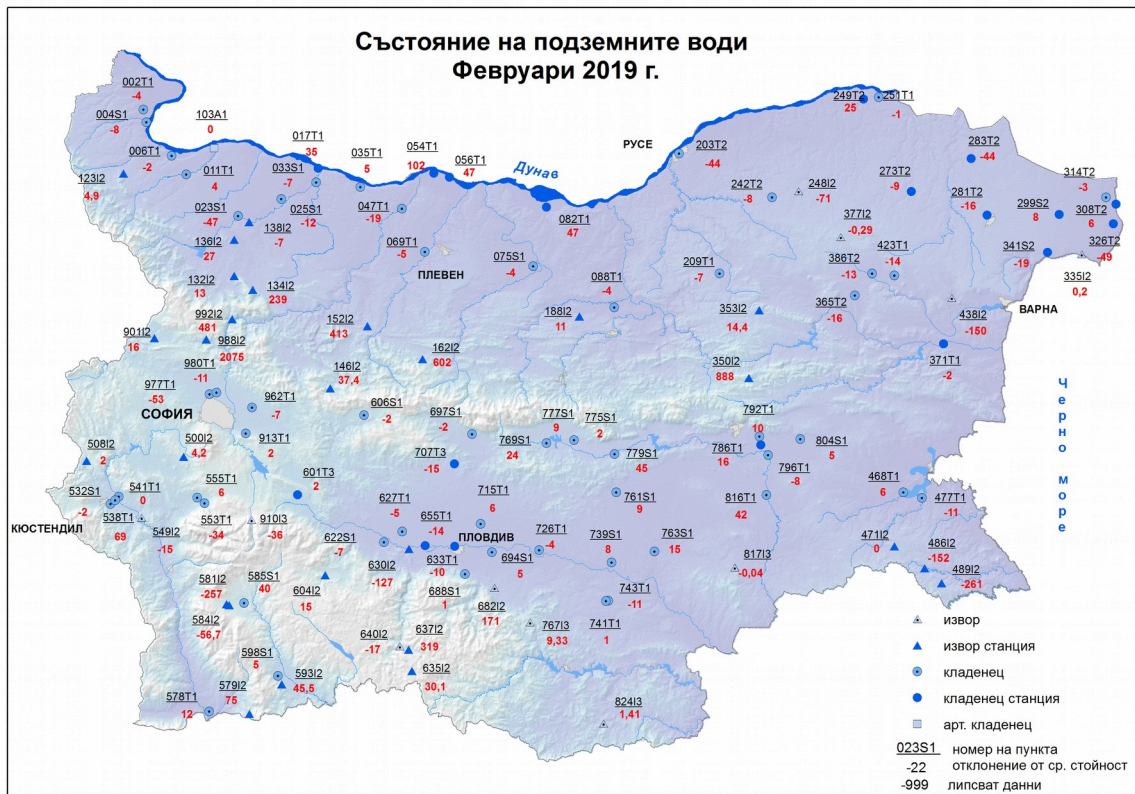 Състояние на подземните води
Февруари 2019 г.
002T1
-4
004S1
-8
103A1
0
006T1
-2
017T1
35
035T1
5
054T1
102
056T1
47
Дунав
РУСЕ
203T2
-44
249T2
25
251T1
-1
283T2
-44
314T2
-3
123I2
4,9
011T1
4
033S1
-7
025S1
-12
023S1
-47
138I2
-7
136I2
27
047T1
-19
082T1
47
242T2
-8
248I2
-71
273T2
-9
281T2
-16
299S2
8
308T2
6
326T2
-49
377I2
-0,29
423T1
-14
386T2
-13
341S2
-19
335I2
0,2
069T1
-5
ПЛЕВЕН
075S1
-4
088T1
-4
209T1
-7
132I2
13
134I2
239
992I2
481
988I2
2075
901I2
16
152I2
413
188I2
11
353I2
14,4
365T2
-16
438I2
-150
ВАРНА
371T1
-2
162I2
602
146I2
37,4
350I2
888
980T1
-11
977T1
-53
СОФИЯ
962T1
-7
606S1
-2
697S1
-2
777S1
9
775S1
2
792T1
10
Черно море
913T1
2
500I2
4,2
508I2
2
769S1
24
707T3
-15
779S1
45
786T1
16
804S1
5
796T1
-8
601T3
2
555T1
6
541T1
0
532S1
-2
538T1
69
КЮСТЕНДИЛ
549I2
-15
553T1
-34
910I3
-36
627T1
-5
622S1
-7
655T1
-14
715T1
6
ПЛОВДИВ
761S1
9
816T1
42
468T1
6
477T1
-11
726T1
-4
739S1
8
763S1
15
694S1
5
633T1
-10
630I2
-127
688S1
1
682I2
171
471I2
0
486I2
-152
489I2
-261
817I3
-0,04
581I2
-257
585S1
40
604I2
15
584I2
-56,7
743T1
-11
741T1
1
767I3
9,33
640I2
-17
637I2
319
635I2
30,1
598S1
5
593I2
45,5
579I2
75
578T1
12
824I3
1,41
извор
извор станция
кладенец
кладенец станция
арт. кладенец
023S1 номер на пункта
-22 отклонение от ср. стойност
-999 липсват данни